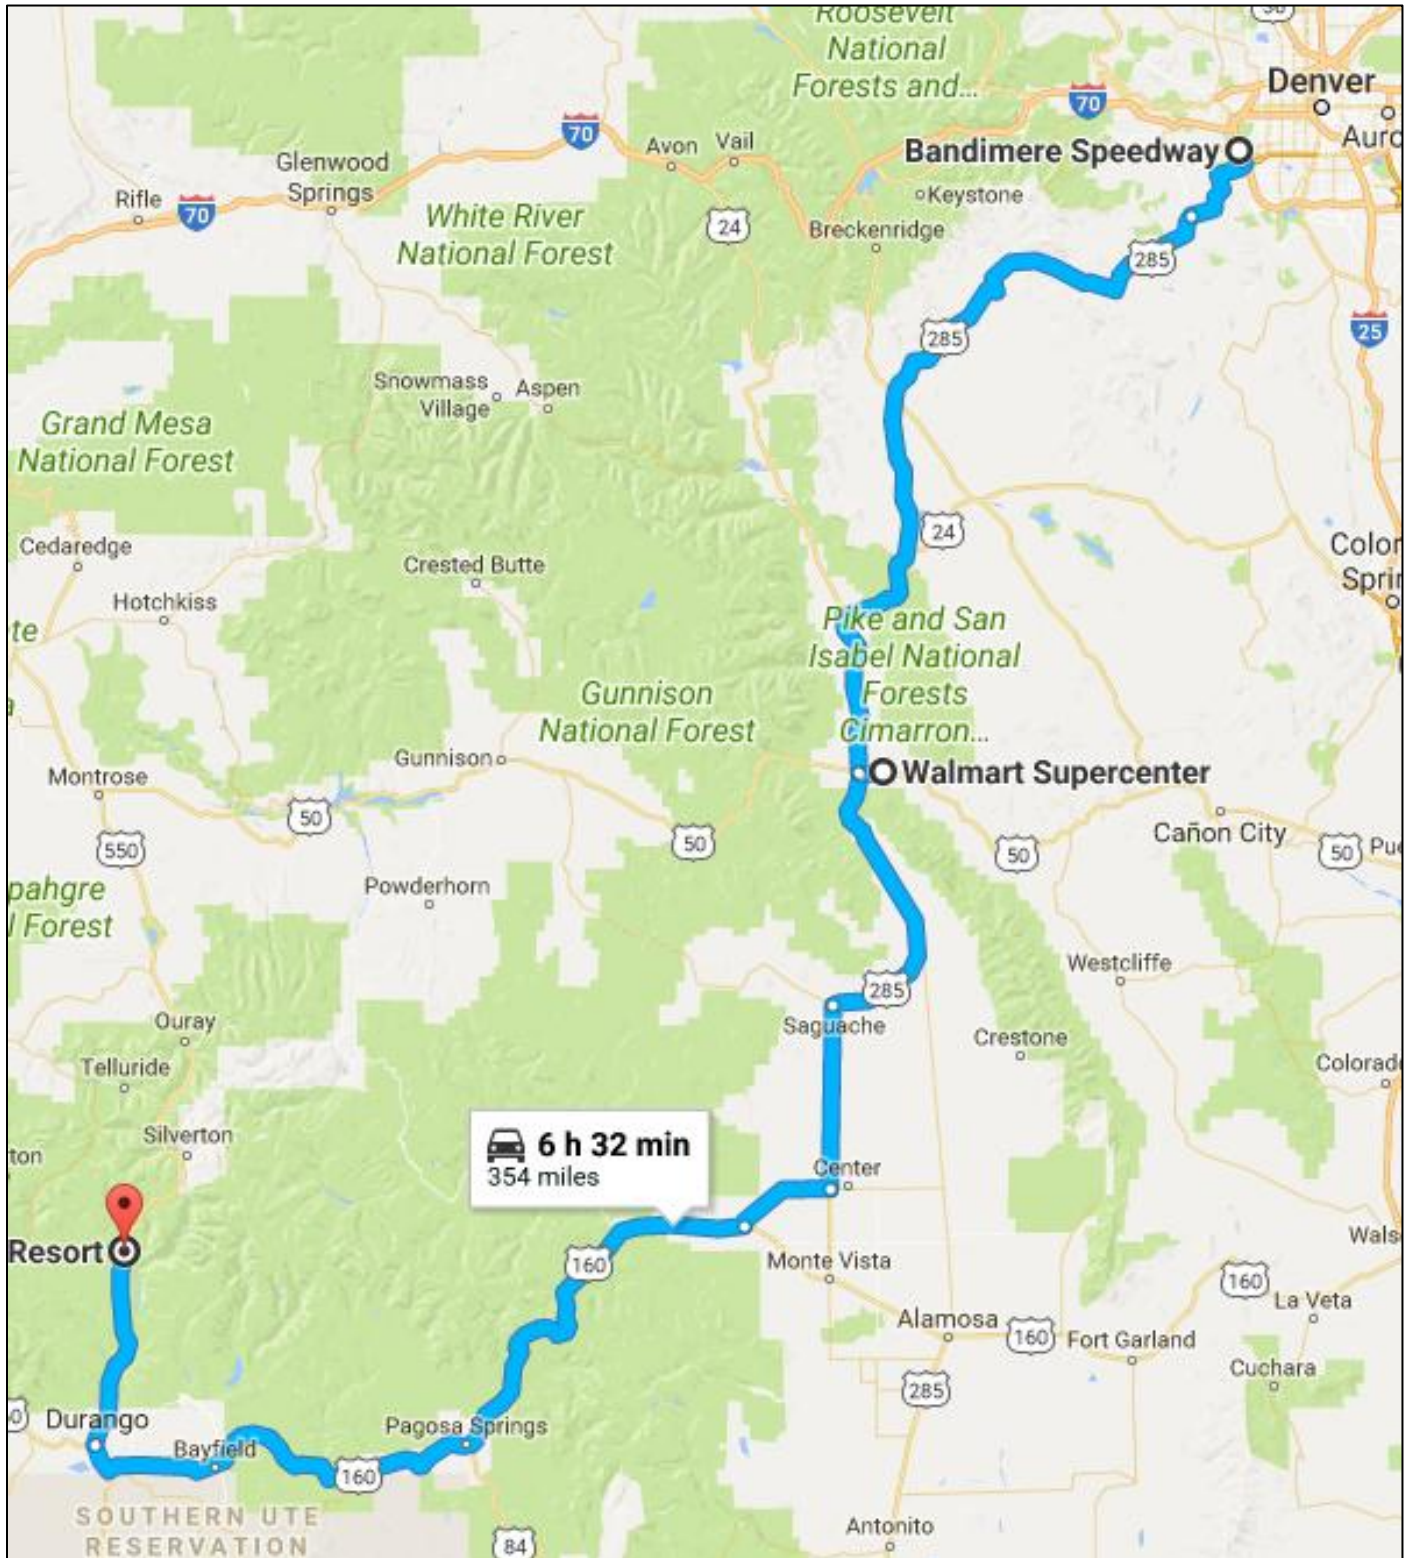 Roosevelt
National
Forests and...
70
Denver
Auro
Bandimere Speedway
70
Avon
Vail
Glenwood
Springs
Rifle
70
Keystone
White River
National Forest
24
Breckenridge
285
285
25
Snowmass
Village
Aspen
Grand Mesa
National Forest
24
Cedaredge
Crested Butte
Color
Sprin
Hotchkiss
te
Pike and San
Isabel National
Forests
Cimarron...
Gunnison
National Forest
Gunnison
Walmart Supercenter
Montrose
50
Cañon City
50
50
50
Pue
550
Powderhorn
pahgre
l Forest
Westcliffe
285
Saguache
Ouray
Crestone
Telluride
Colorad
Silverton
ton
6 h 32 min
354 miles
Center
Resort
160
Monte Vista
Wals
160
La Veta
Alamosa
160
Fort Garland
Cuchara
285
Durango
Pagosa Springs
Bayfield
160
SOUTHERN UTE
RESERVATION
84
Antonito